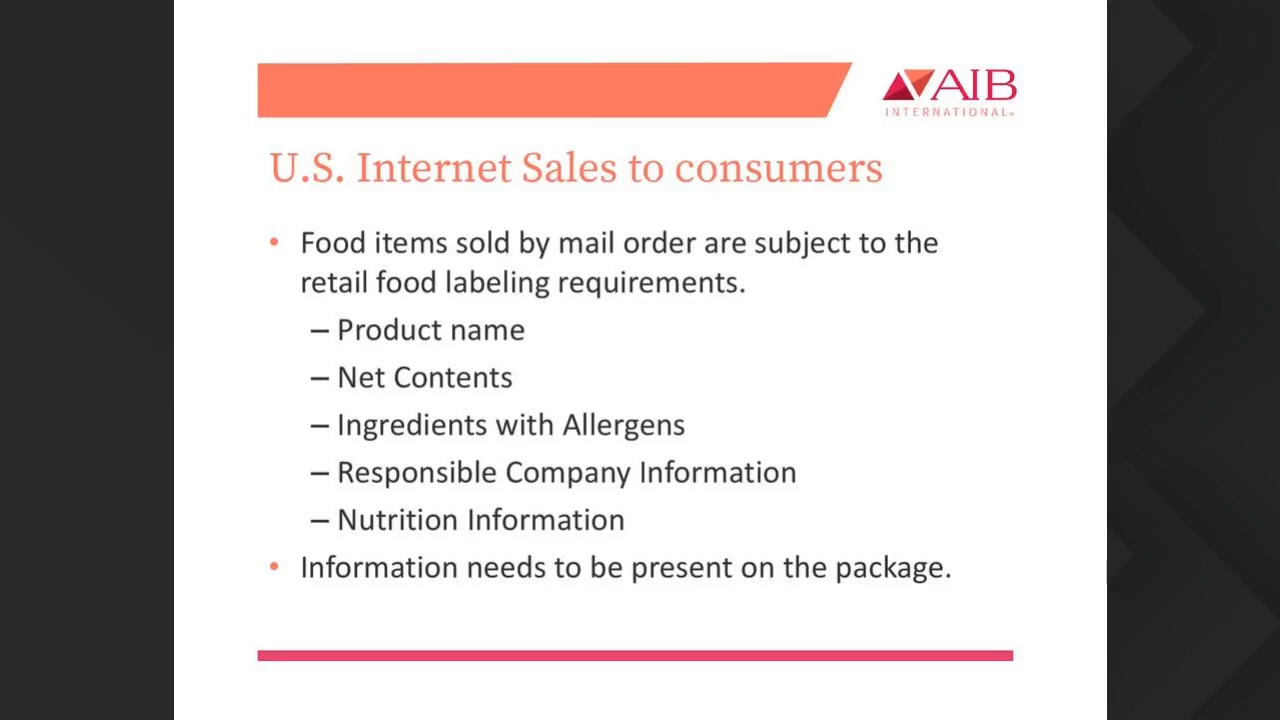 AIB
INTERNATIONAL®
U.S. Internet Sales to consumers
• Food items sold by mail order are subject to the
retail food labeling requirements.
– Product name
– Net Contents
– Ingredients with Allergens
– Responsible Company Information
– Nutrition Information
• Information needs to be present on the package.